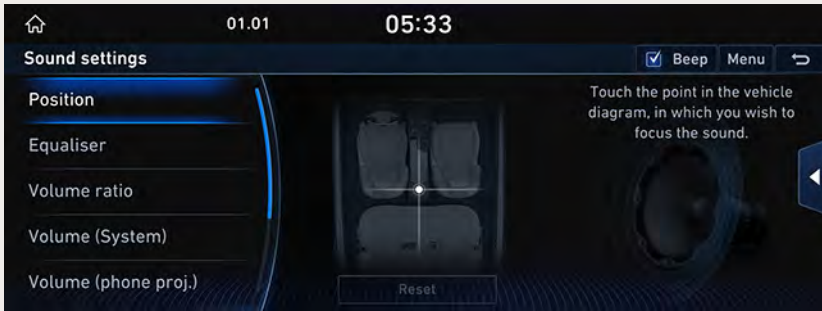 01.01
05:33
Sound settings
Beep
Menu
Position
Equaliser
Volume ratio
Volume (System)
Volume (phone proj.)
Touch the point in the vehicle
diagram, in which you wish to
focus the sound.
Reset